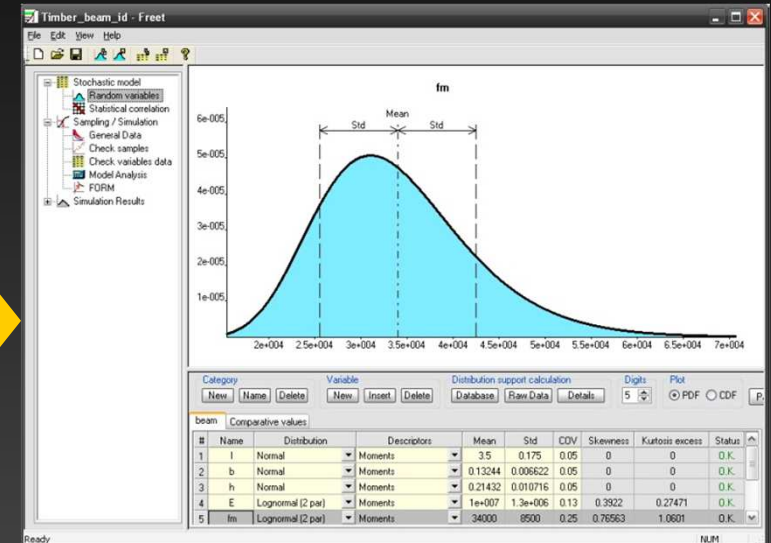 Timber_beam_id - Freet
File Edit View Help
Stochastic model
Random variables
Statistical correlation
Sampling / Simulation
General Data
Check samples
Check variables data
Model Analysis
FORM
Simulation Results
fm
Mean
Std Std
6e-005
5e-005
4e-005
3e-005
2e-005
1e-005
2e+004 2.5e+004 3e+004 3.5e+004 4e+004 4.5e+004 5e+004 5.5e+004 6e+004 6.5e+004 7e+004
Category Variable Distribution support calculation Digits Plot
New Name Delete New Insert Delete Database Raw Data Details 5 PDF CDF P
beam Comparative values
# Name Distribution Descriptors Mean Std COV Skewness Kurtosis excess Status
1 l Normal Moments 3.5 0.175 0.05 0 0 O.K.
2 b Normal Moments 0.13244 0.006622 0.05 0 0 O.K.
3 h Normal Moments 0.21432 0.010716 0.05 0 0 O.K.
4 E Lognormal (2 par) Moments 1e+007 1.3e+006 0.13 0.3922 0.27471 O.K.
5 fm Lognormal (2 par) Moments 34000 8500 0.25 0.76563 1.0601 O.K.
Ready NUM